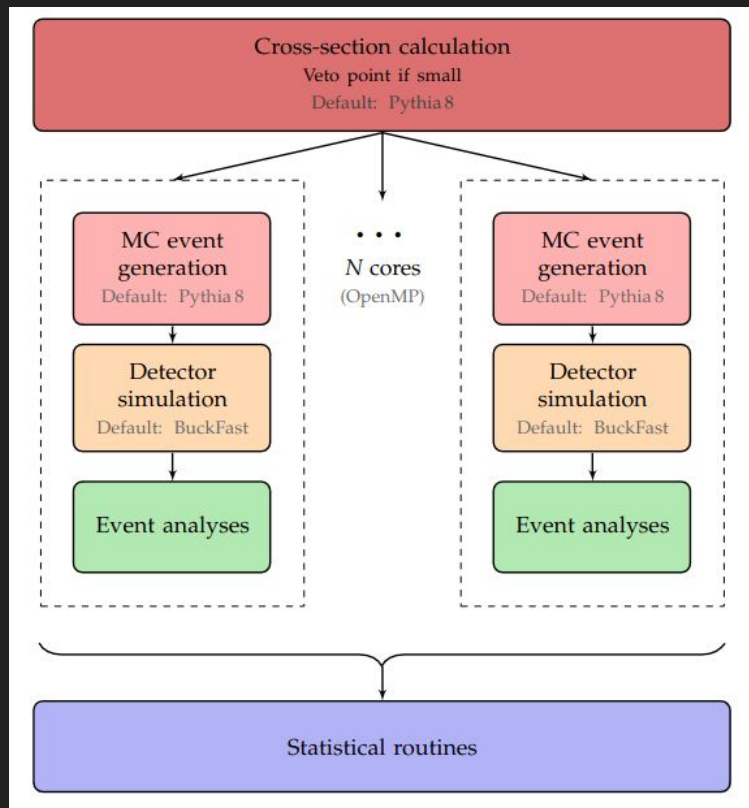 Cross-section calculation
Veto point if small
Default: Pythia 8
MC event
generation
Default: Pythia 8
Detector
simulation
Default: BuckFast
Event analyses
• • •
N cores
(OpenMP)
MC event
generation
Default: Pythia 8
Detector
simulation
Default: BuckFast
Event analyses
Statistical routines